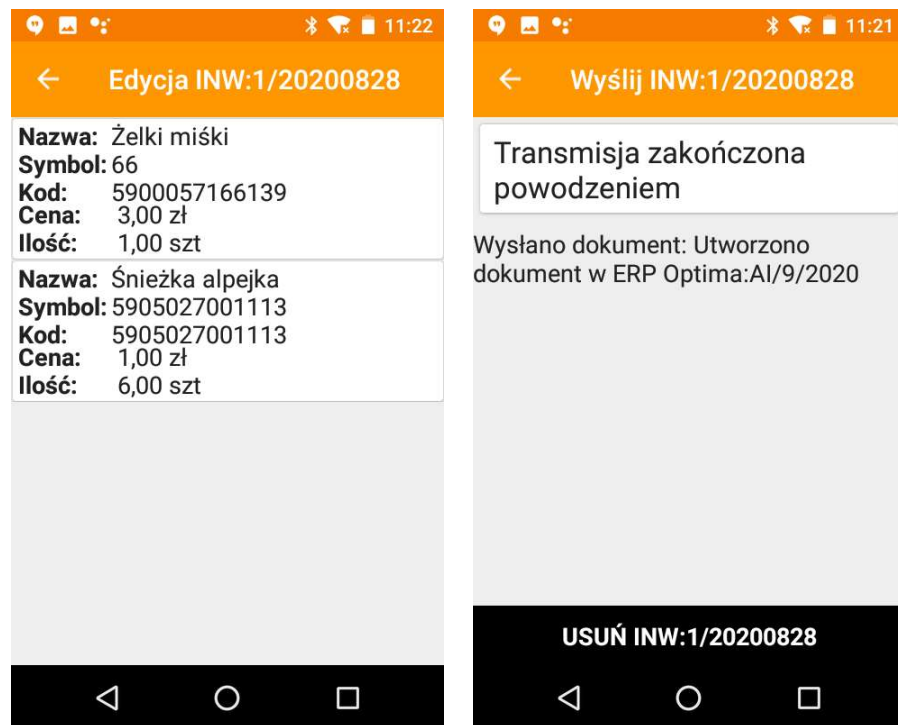 11:22
Edycja INW:1/20200828
Nazwa: Żelki miśki
Symbol: 66
Kod: 5900057166139
Cena: 3,00 zł
Ilość: 1,00 szt
Nazwa: Śnieżka alpejka
Symbol: 5905027001113
Kod: 5905027001113
Cena: 1,00 zł
Ilość: 6,00 szt
11:21
Wyślij INW:1/20200828
Transmisja zakończona
powodzeniem
Wysłano dokument: Utworzono
dokument w ERP Optima:AI/9/2020
USUŃ INW:1/20200828